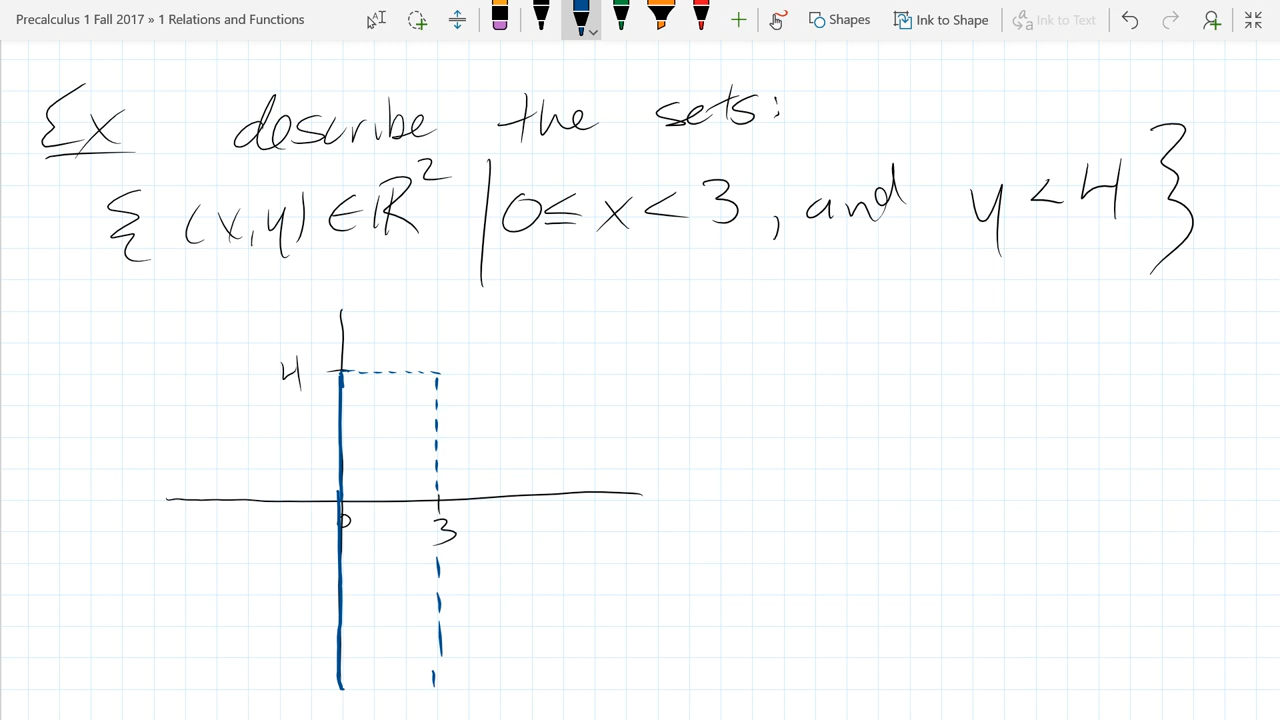 Precalculus 1 Fall 2017 » 1 Relations and Functions
Shapes
Ink to Shape
Ink to Text
Ex describe the sets:
{ (x,y) ∈ ℝ² | 0 ≤ x < 3, and y < 4 }
4
0
3